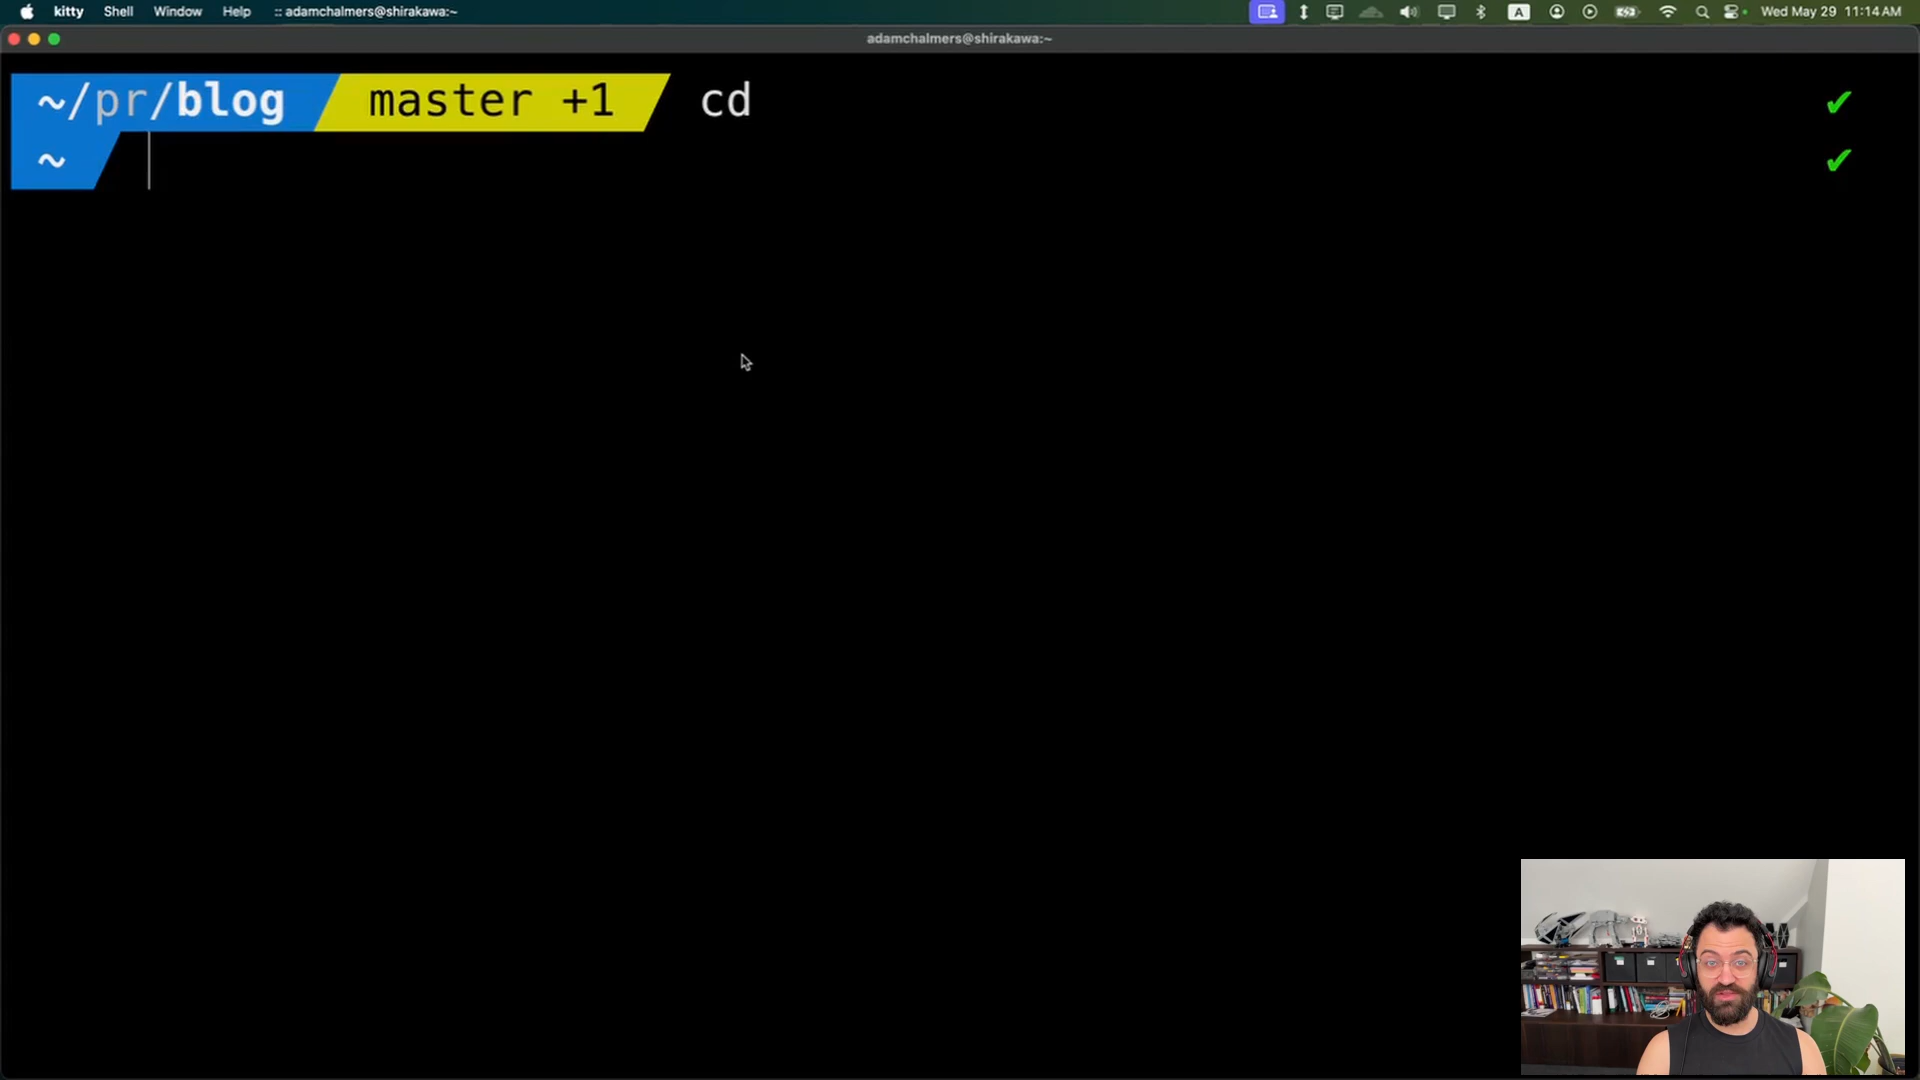 kitty Shell Window Help :: adamchalmers@shirakawa:~ A Wed May 29 11:14 AM
adamchalmers@shirakawa:~
~/pr/blog master +1 cd ✔
~ ✔